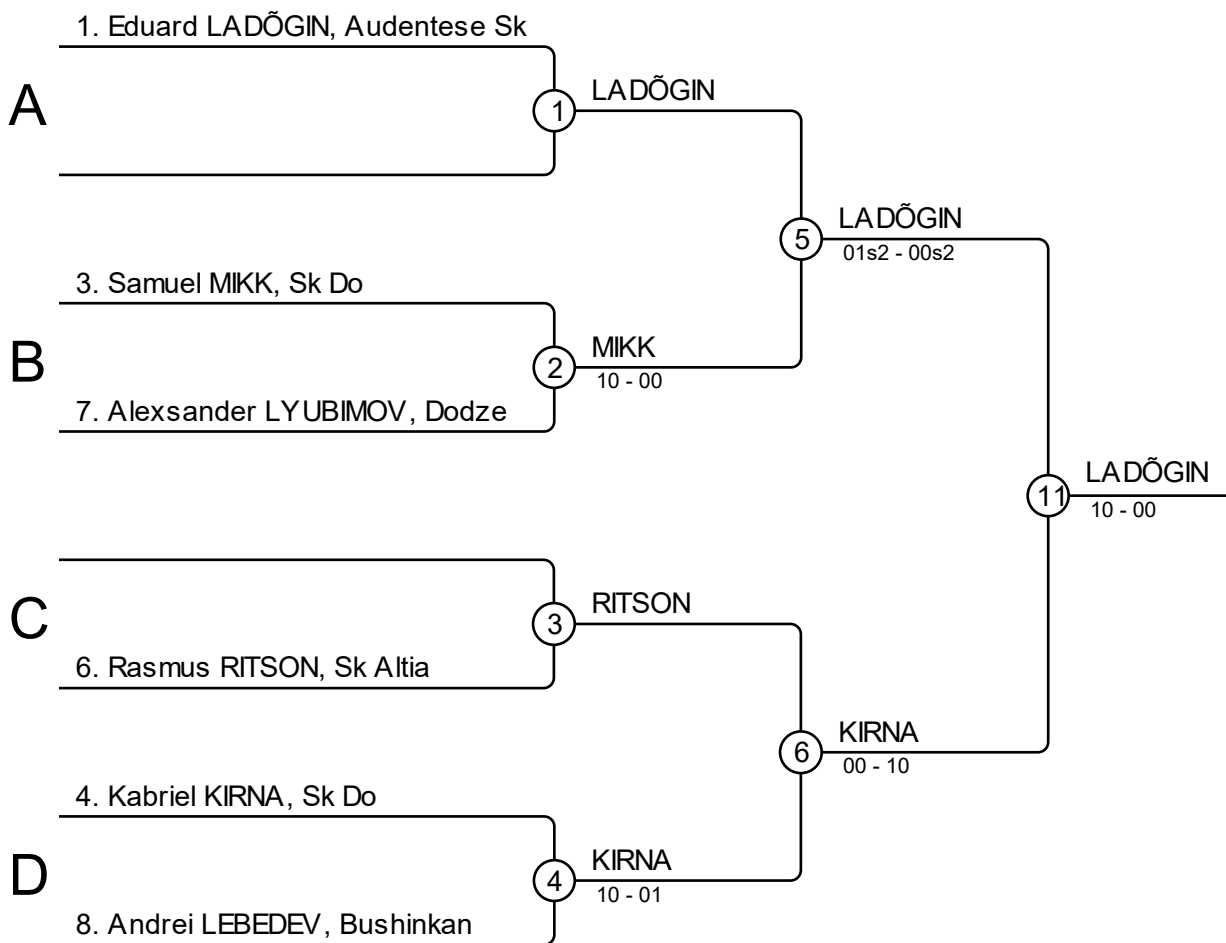 1. Eduard LADÕGIN, Audentese Sk
A
1
LADÕGIN
5
LADÕGIN
01s2 - 00s2
3. Samuel MIKK, Sk Do
B
2
MIKK
10 - 00
7. Alexsander LYUBIMOV, Dodze
11
LADÕGIN
10 - 00
C
3
RITSON
6. Rasmus RITSON, Sk Altia
6
KIRNA
00 - 10
4. Kabriel KIRNA, Sk Do
D
4
KIRNA
10 - 01
8. Andrei LEBEDEV, Bushinkan